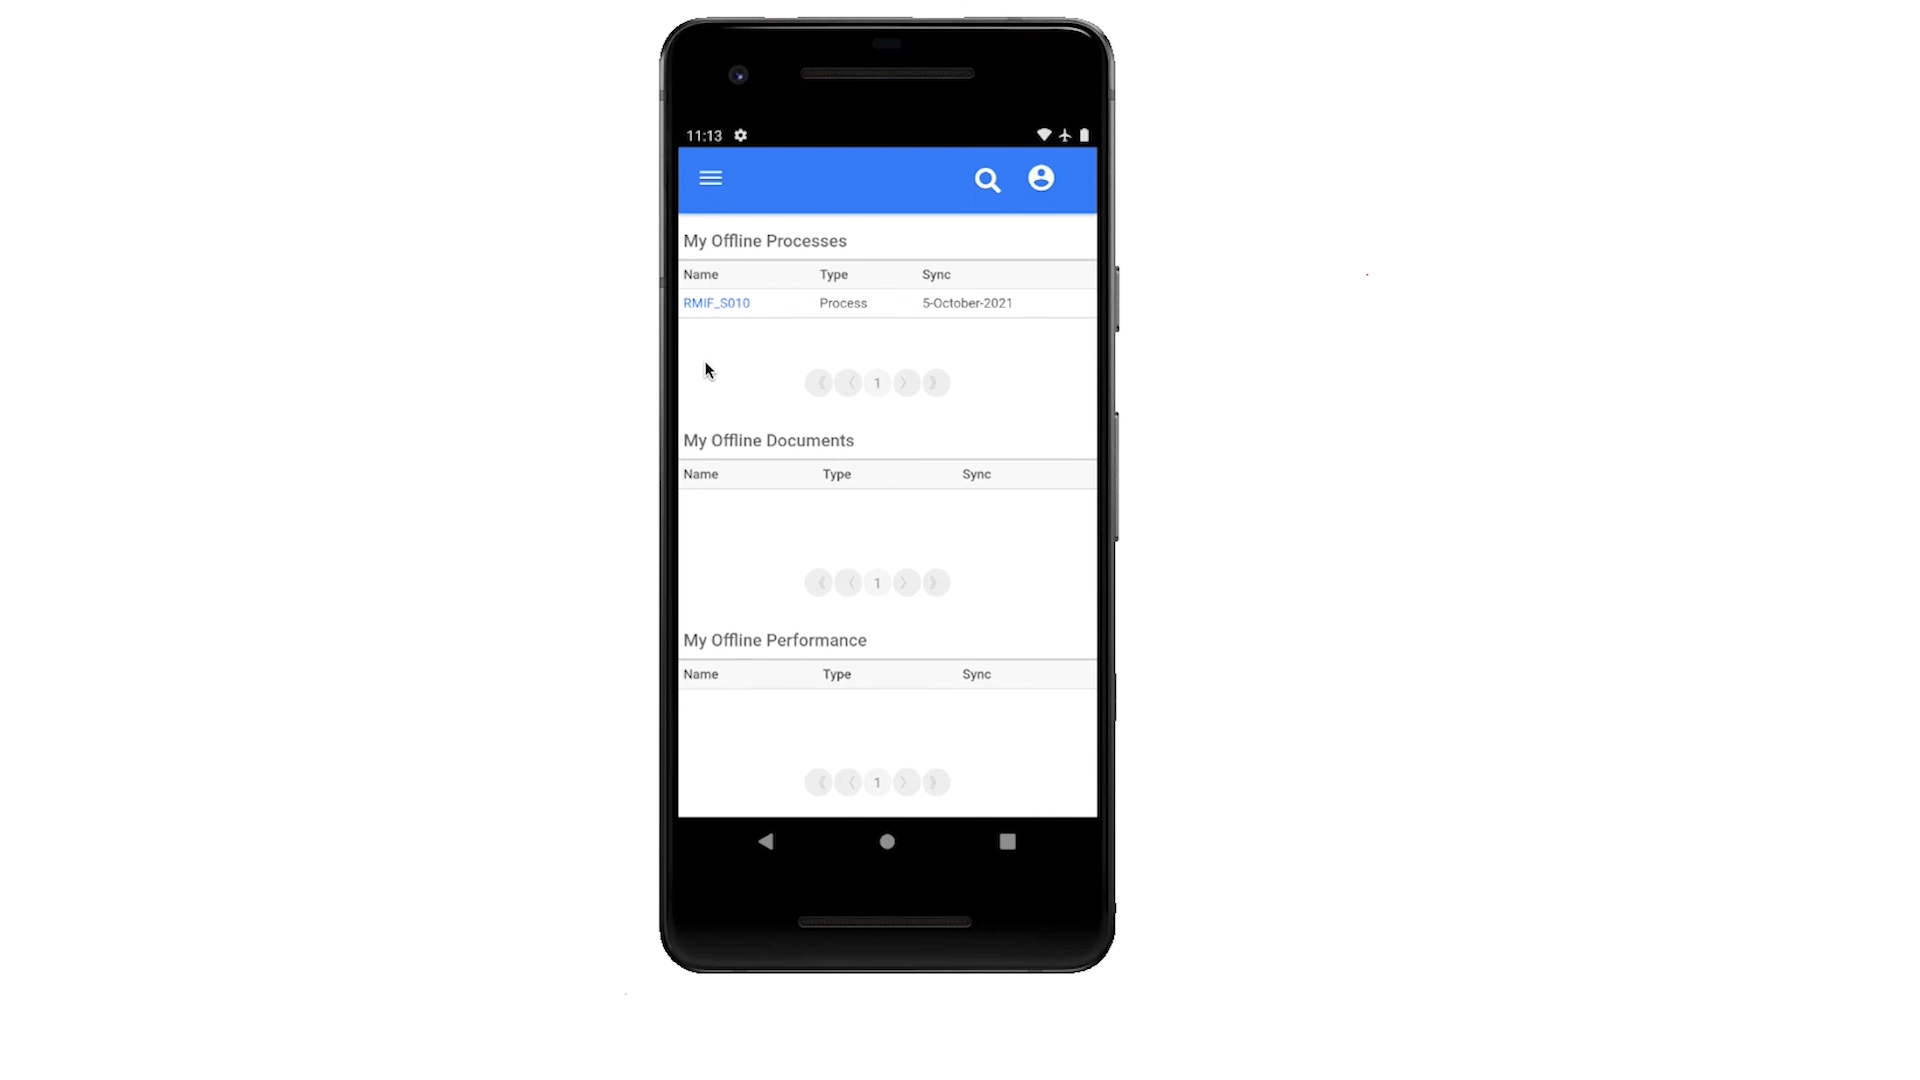 11:13
My Offline Processes
Name Type Sync
RMIF_S010 Process 5-October-2021
1
My Offline Documents
Name Type Sync
1
My Offline Performance
Name Type Sync
1